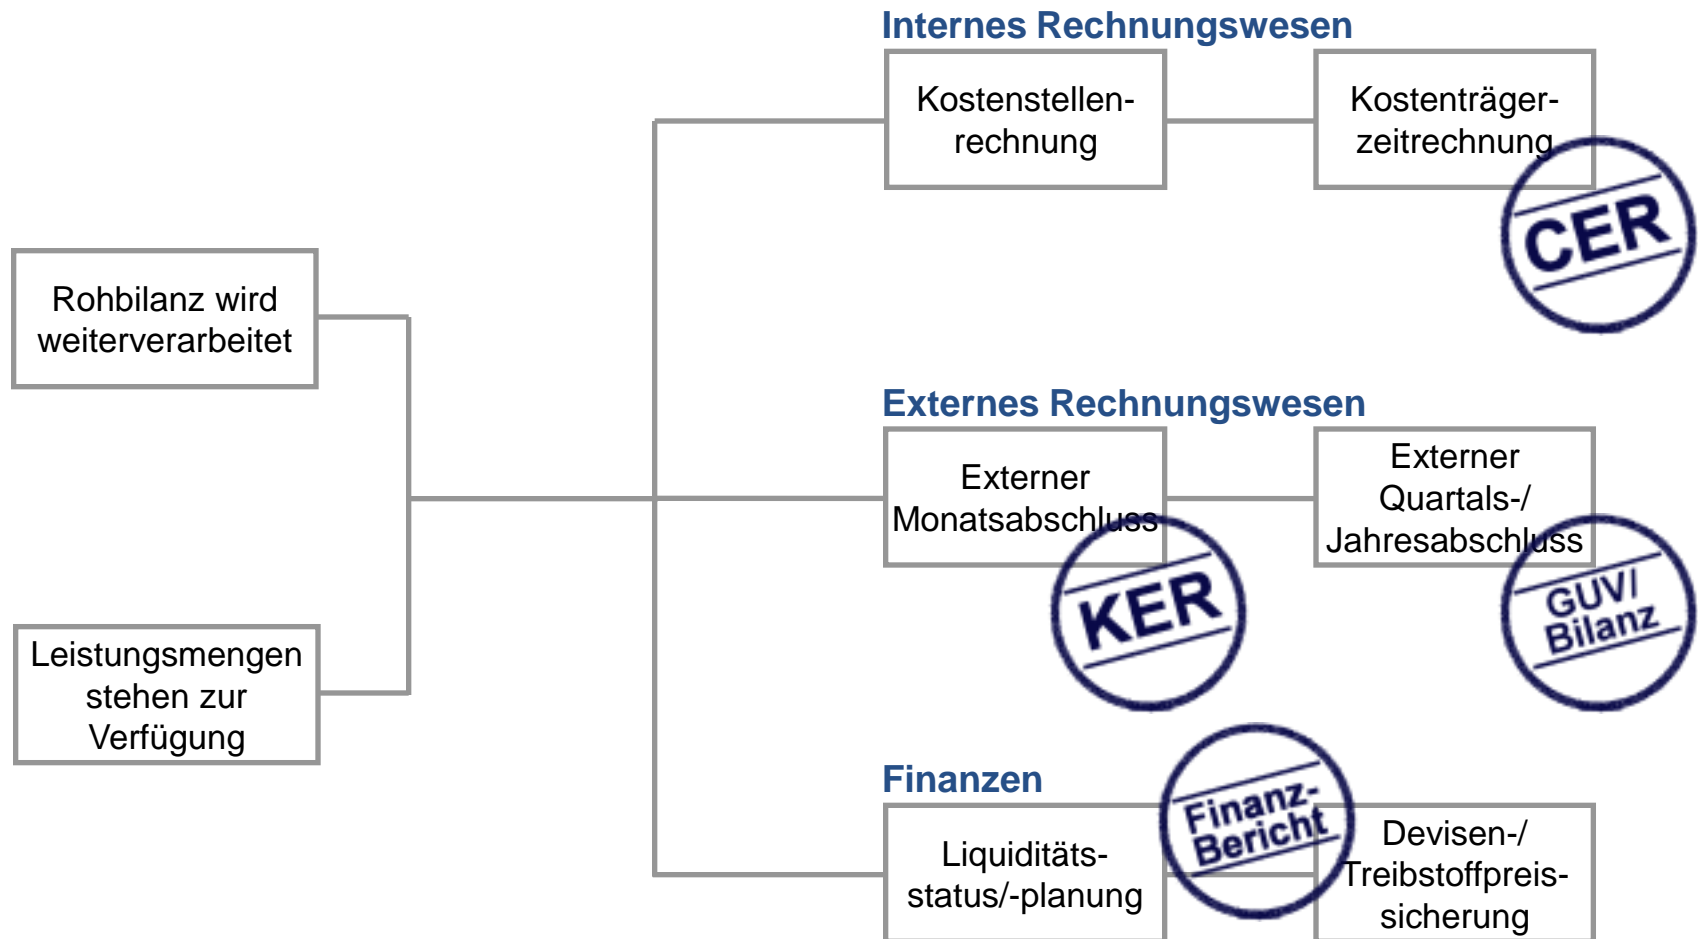 Internes Rechnungswesen
Kostenstellen-
rechnung
Kostenträger-
zeitrechnung
CER
Rohbilanz wird
weiterverarbeitet
Externes Rechnungswesen
Externer
Monatsabschluss
KER
Externer
Quartals-/
Jahresabschluss
GUV/
Bilanz
Leistungsmengen
stehen zur
Verfügung
Finanzen
Liquiditäts-
status/-planung
Finanz-
Bericht
Devisen-/
Treibstoffpreis-
sicherung